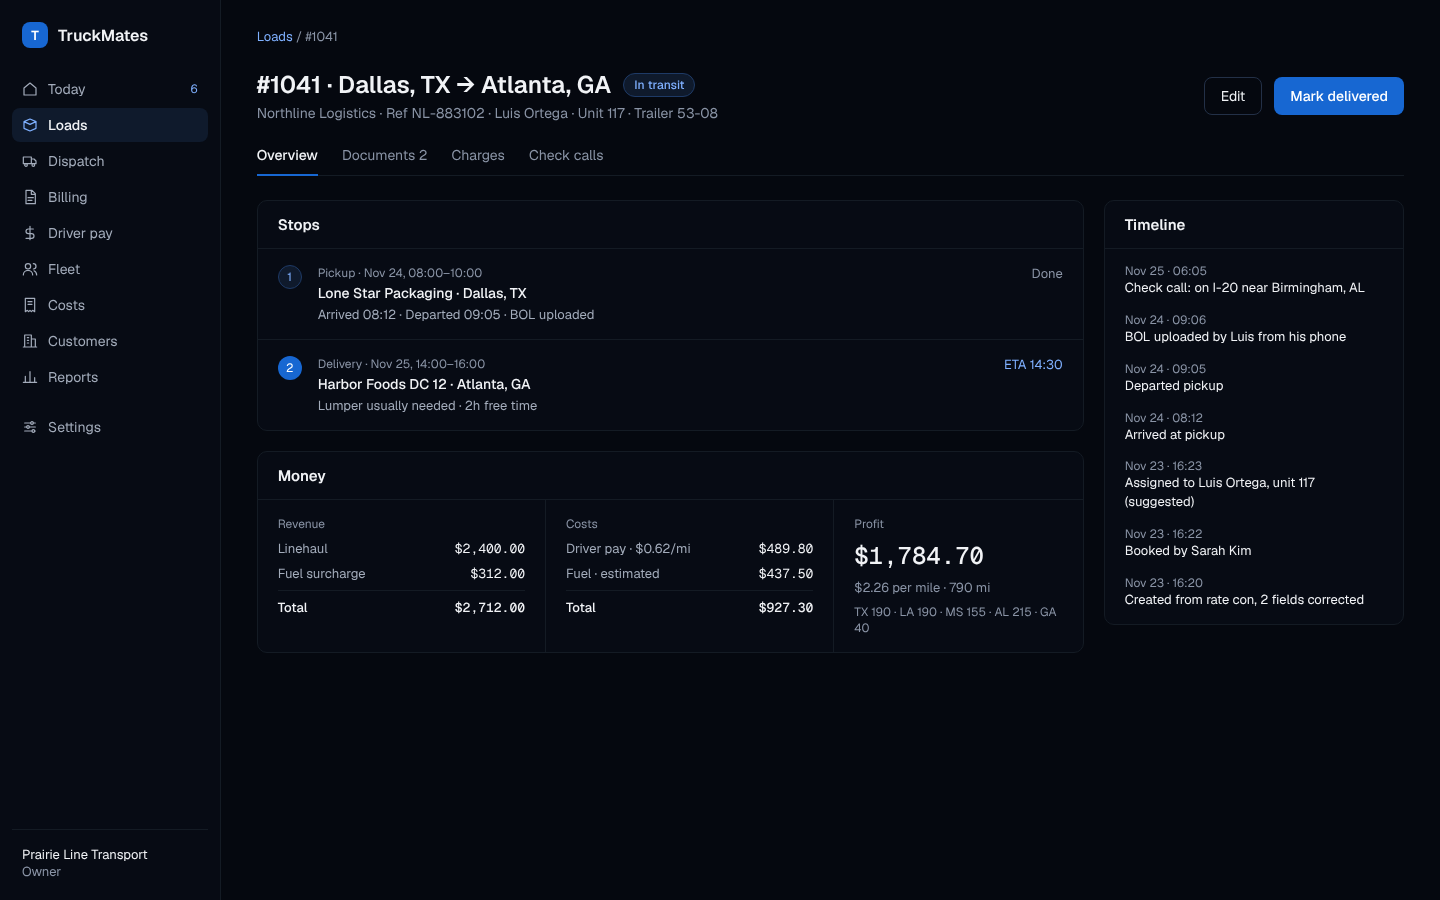 T TruckMates
Today 6
Loads
Dispatch
Billing
Driver pay
Fleet
Costs
Customers
Reports
Settings
Prairie Line Transport
Owner
Loads / #1041
#1041 · Dallas, TX → Atlanta, GA In transit
Northline Logistics · Ref NL-883102 · Luis Ortega · Unit 117 · Trailer 53-08
Edit Mark delivered
Overview Documents 2 Charges Check calls
Stops
1 Pickup · Nov 24, 08:00–10:00 Done
Lone Star Packaging · Dallas, TX
Arrived 08:12 · Departed 09:05 · BOL uploaded
2 Delivery · Nov 25, 14:00–16:00 ETA 14:30
Harbor Foods DC 12 · Atlanta, GA
Lumper usually needed · 2h free time
Money
Revenue
Linehaul $2,400.00
Fuel surcharge $312.00
Total $2,712.00
Costs
Driver pay · $0.62/mi $489.80
Fuel · estimated $437.50
Total $927.30
Profit
$1,784.70
$2.26 per mile · 790 mi
TX 190 · LA 190 · MS 155 · AL 215 · GA
40
Timeline
Nov 25 · 06:05
Check call: on I-20 near Birmingham, AL
Nov 24 · 09:06
BOL uploaded by Luis from his phone
Nov 24 · 09:05
Departed pickup
Nov 24 · 08:12
Arrived at pickup
Nov 23 · 16:23
Assigned to Luis Ortega, unit 117
(suggested)
Nov 23 · 16:22
Booked by Sarah Kim
Nov 23 · 16:20
Created from rate con, 2 fields corrected